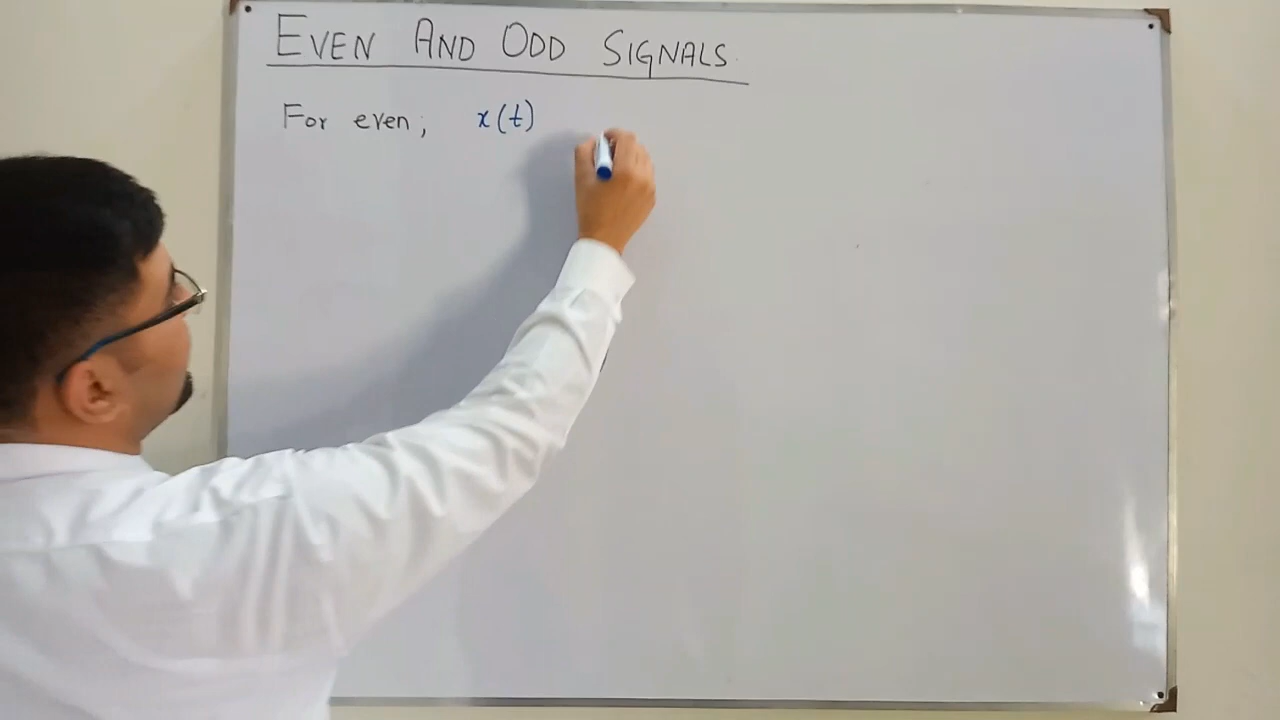 EVEN AND ODD SIGNALS.
For even; x(t)